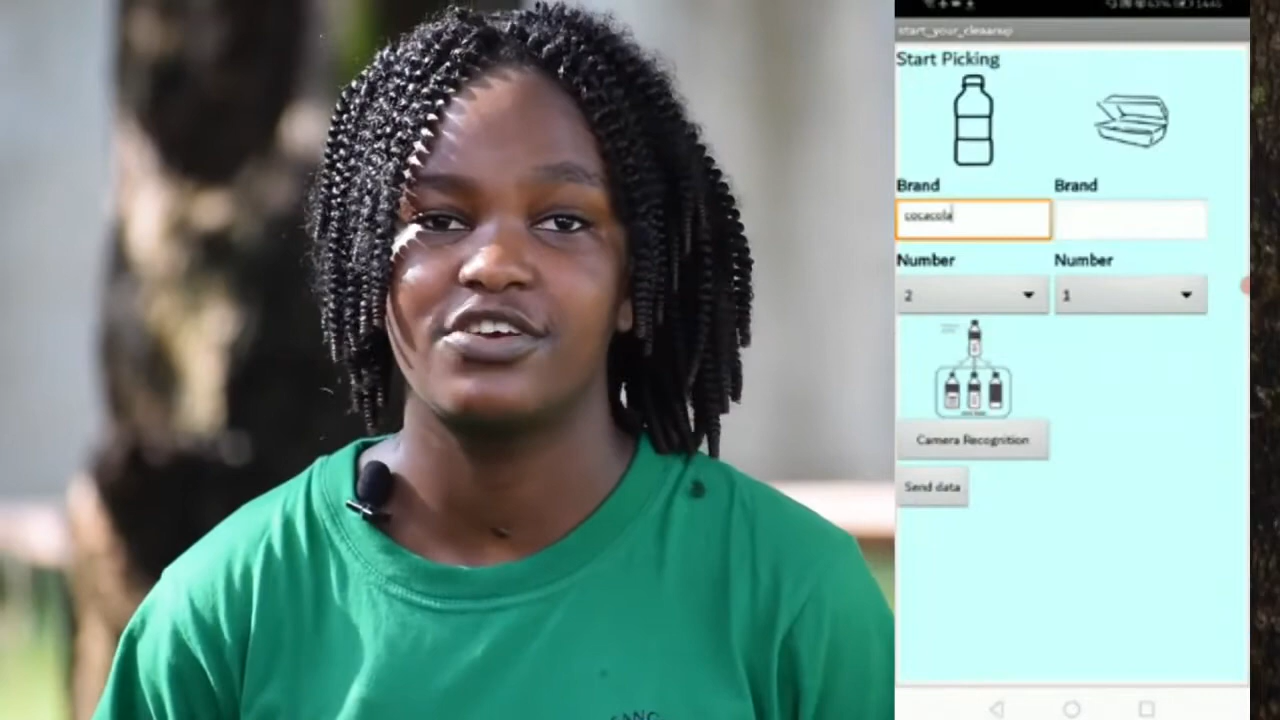 start_your_cleanup
Start Picking
Brand Brand
cocacola
Number Number
2 1
Camera Recognition
Send data